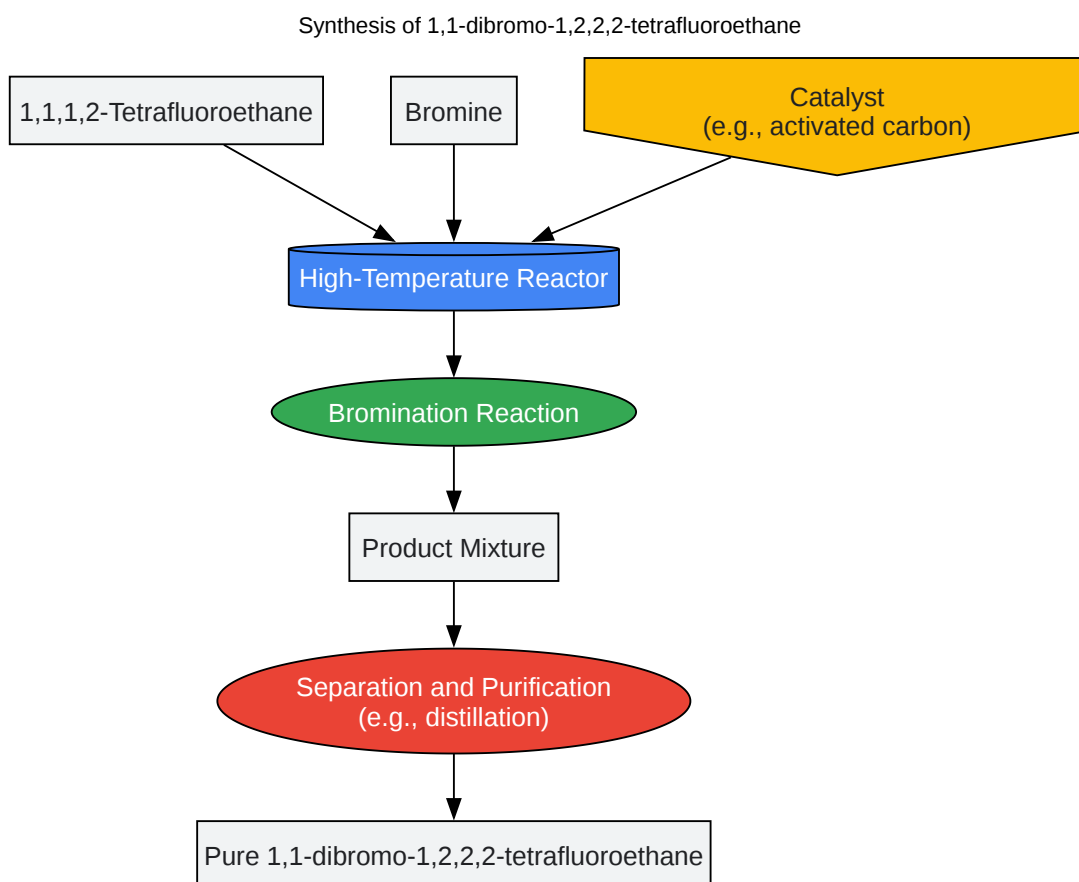 Synthesis of 1,1-dibromo-1,2,2,2-tetrafluoroethane
1,1,1,2-Tetrafluoroethane
Bromine
Catalyst
(e.g., activated carbon)
High-Temperature Reactor
Bromination Reaction
Product Mixture
Separation and Purification
(e.g., distillation)
Pure 1,1-dibromo-1,2,2,2-tetrafluoroethane